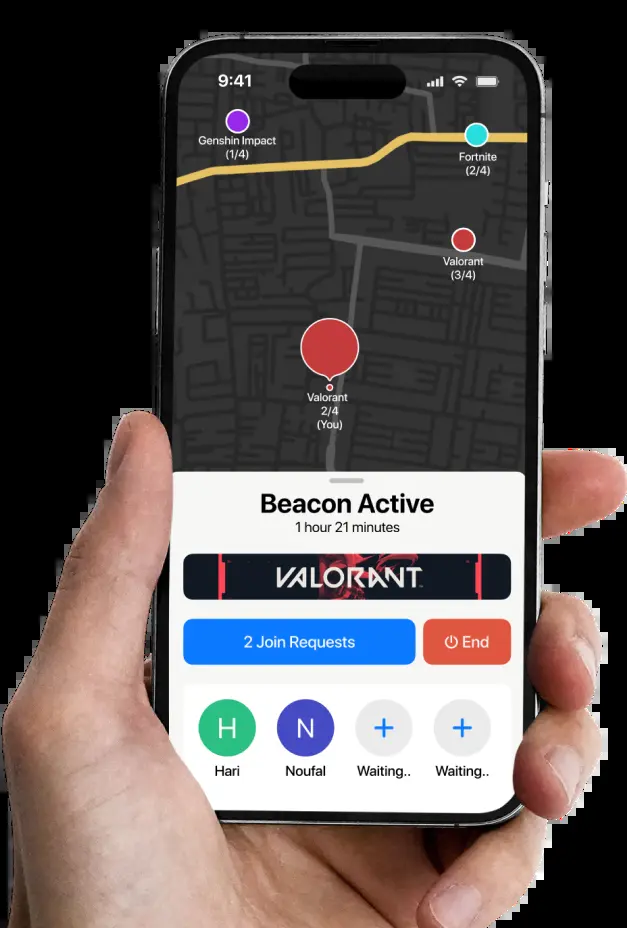 9:41
Genshin Impact
(1/4)
Fortnite
(2/4)
Valorant
(3/4)
Valorant
2/4
(You)
Beacon Active
1 hour 21 minutes
VALORANT
2 Join Requests
End
H
N
Hari
Noufal
Waiting..
Waiting..